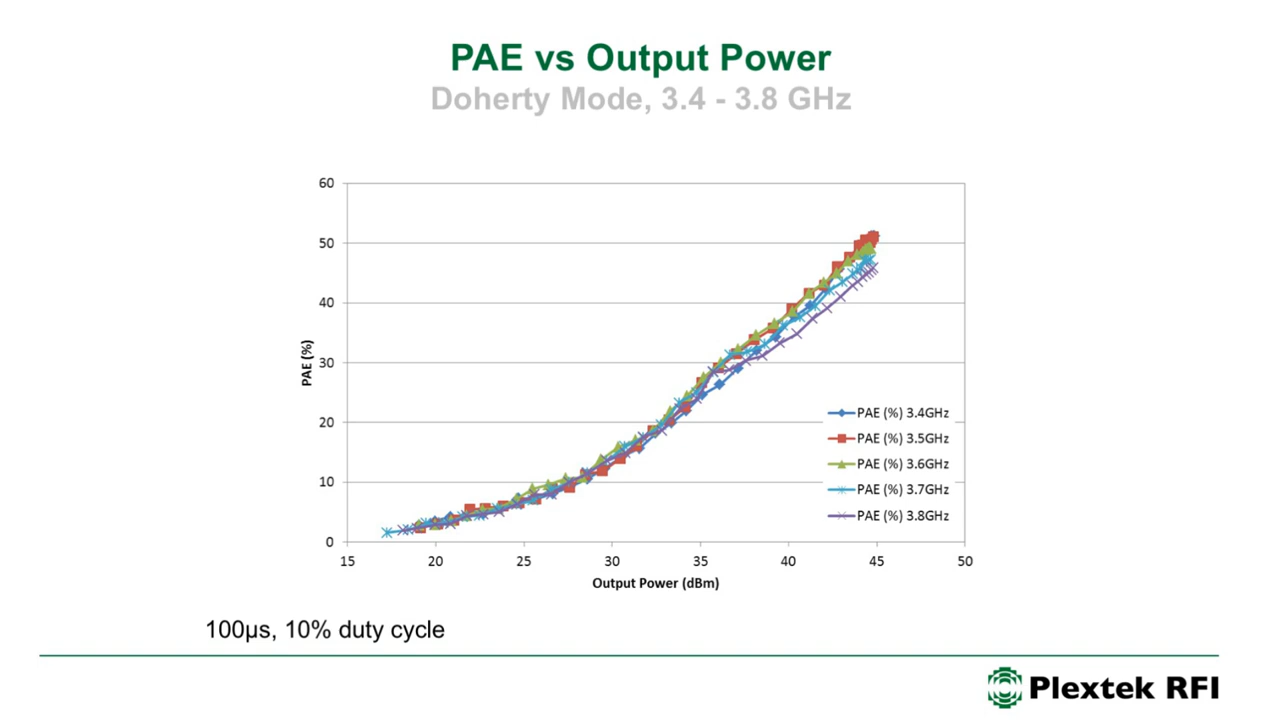 PAE vs Output Power
Doherty Mode, 3.4 - 3.8 GHz
60
50
40
30
20
10
0
PAE (%)
15 20 25 30 35 40 45 50
Output Power (dBm)
PAE (%) 3.4GHz
PAE (%) 3.5GHz
PAE (%) 3.6GHz
PAE (%) 3.7GHz
PAE (%) 3.8GHz
100µs, 10% duty cycle
Plextek RFI